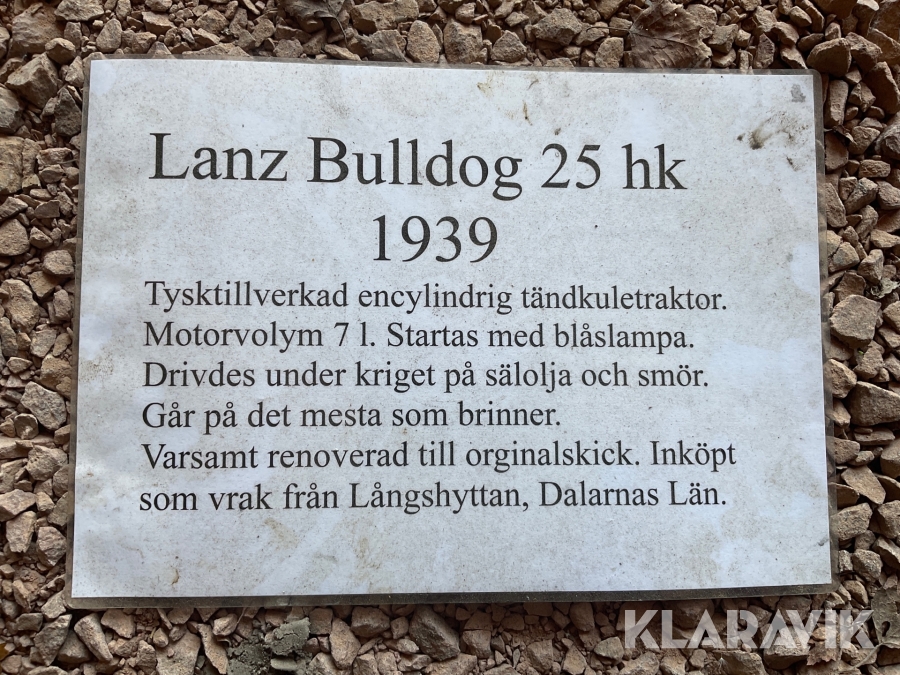 Lanz Bulldog 25 hk
1939
Tysktillverkad encylindrig tändkuletraktor.
Motorvolym 7 l. Startas med blåslampa.
Drivdes under kriget på sälolja och smör.
Går på det mesta som brinner.
Varsamt renoverad till orginalskick. Inköpt
som vrak från Långshyttan, Dalarnas Län.
KLARAVIK